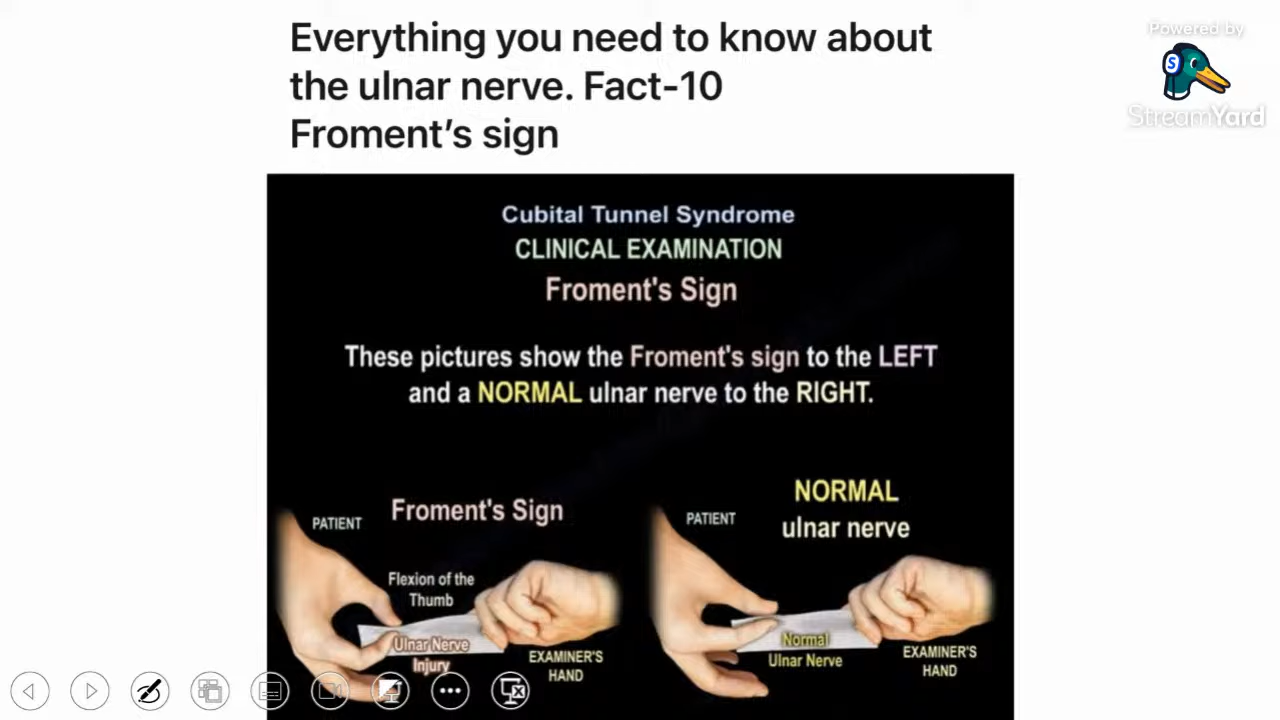 Everything you need to know about
the ulnar nerve. Fact-10
Froment’s sign
Powered by
S
StreamYard
Cubital Tunnel Syndrome
CLINICAL EXAMINATION
Froment's Sign
These pictures show the Froment's sign to the LEFT
and a NORMAL ulnar nerve to the RIGHT.
PATIENT
Froment's Sign
Flexion of the
Thumb
Ulnar Nerve
Injury
EXAMINER'S
HAND
PATIENT
NORMAL
ulnar nerve
Normal
Ulnar Nerve
EXAMINER'S
HAND